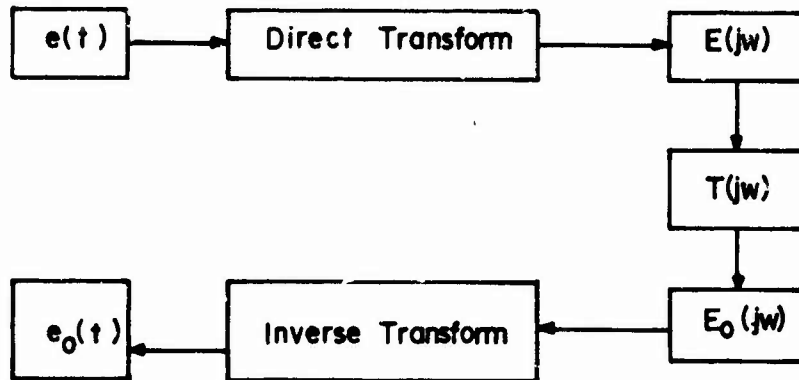 e(t)
Direct Transform
E(jw)
T(jw)
E₀(jw)
Inverse Transform
e₀(t)